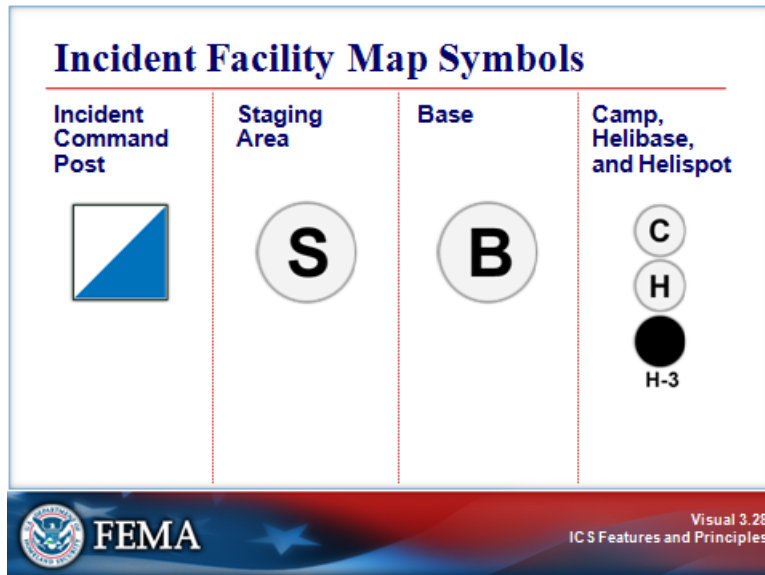 Incident Facility Map Symbols
Incident
Command
Post
Staging
Area
Base
Camp,
Helibase,
and Helispot
S
B
C
H
H-3
FEMA
Visual 3.28
ICS Features and Principles